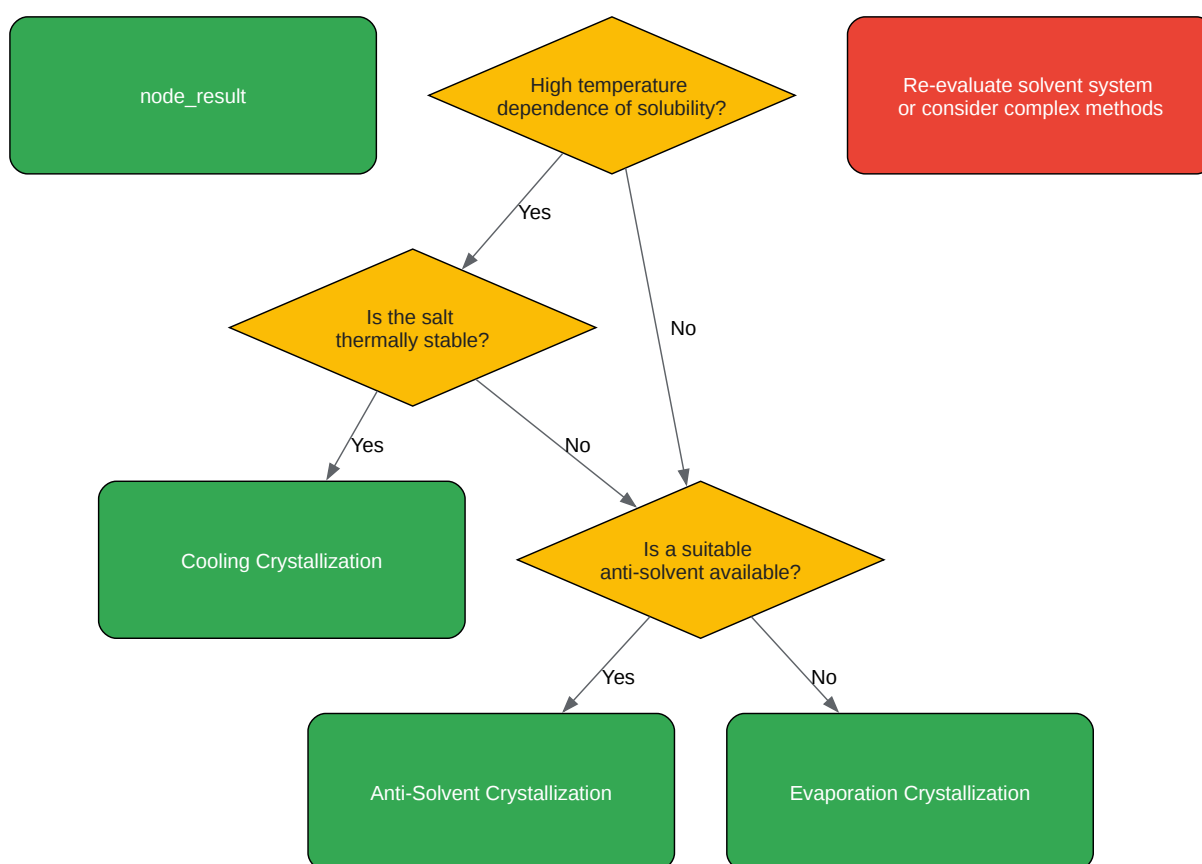 node_result
High temperature
dependence of solubility?
Re-evaluate solvent system
or consider complex methods
Yes
Is the salt
thermally stable?
No
Yes
No
Cooling Crystallization
Is a suitable
anti-solvent available?
Yes
No
Anti-Solvent Crystallization
Evaporation Crystallization